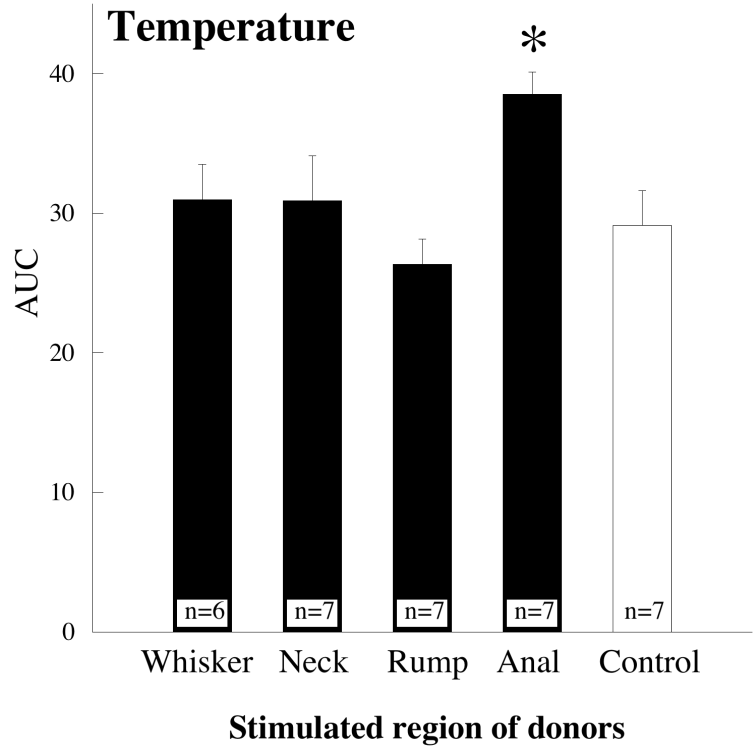 Temperature
*
40
30
20
10
0
AUC
n=6 n=7 n=7 n=7 n=7
Whisker Neck Rump Anal Control
Stimulated region of donors